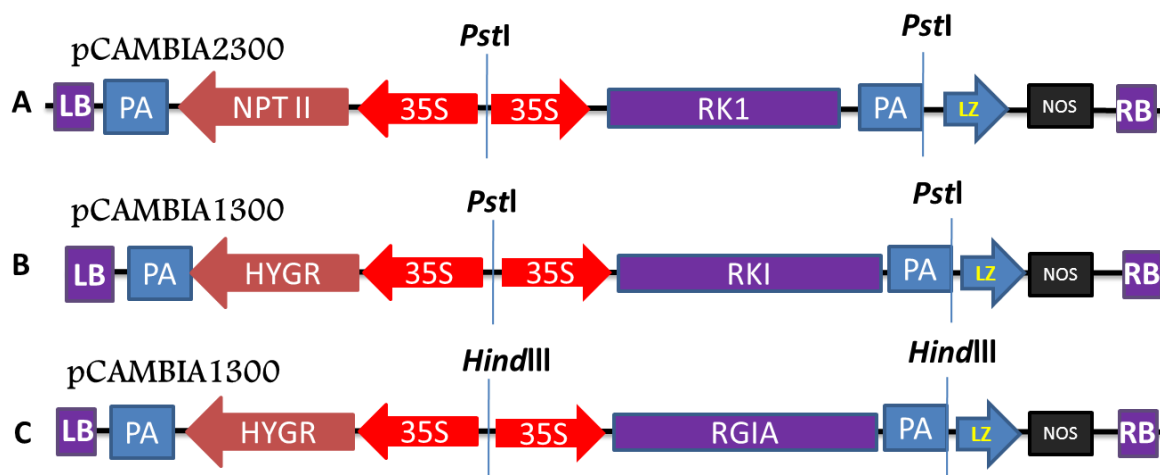 PstI PstI
pCAMBIA2300
A LB PA NPT II 35S 35S RK1 PA LZ NOS RB
PstI PstI
pCAMBIA1300
B LB PA HYGR 35S 35S RKI PA LZ NOS RB
HindIII HindIII
pCAMBIA1300
C LB PA HYGR 35S 35S RGIA PA LZ NOS RB